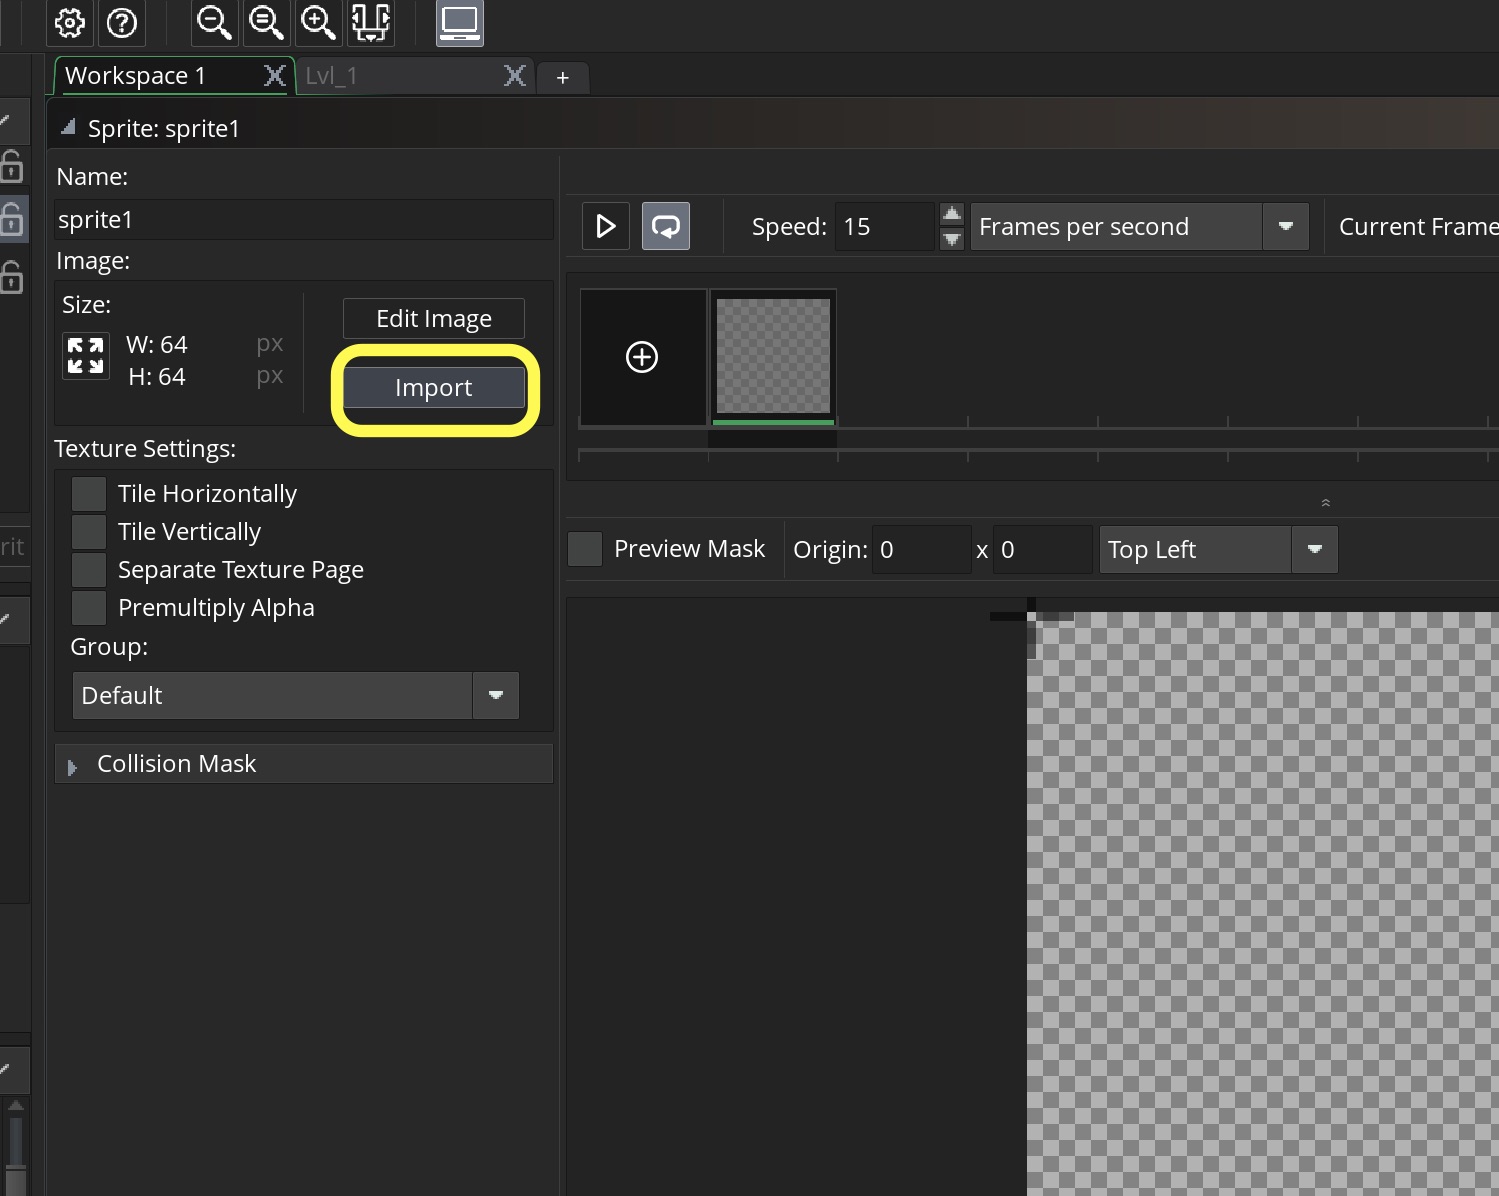 Workspace 1
Lvl_1
+
Sprite: sprite1
Name:
sprite1
Image:
Size:
W: 64 px
H: 64 px
Edit Image
Import
Texture Settings:
Tile Horizontally
Tile Vertically
Separate Texture Page
Premultiply Alpha
Group:
Default
Collision Mask
Speed: 15 Frames per second Current Frame
Preview Mask Origin: 0 x 0 Top Left
rit